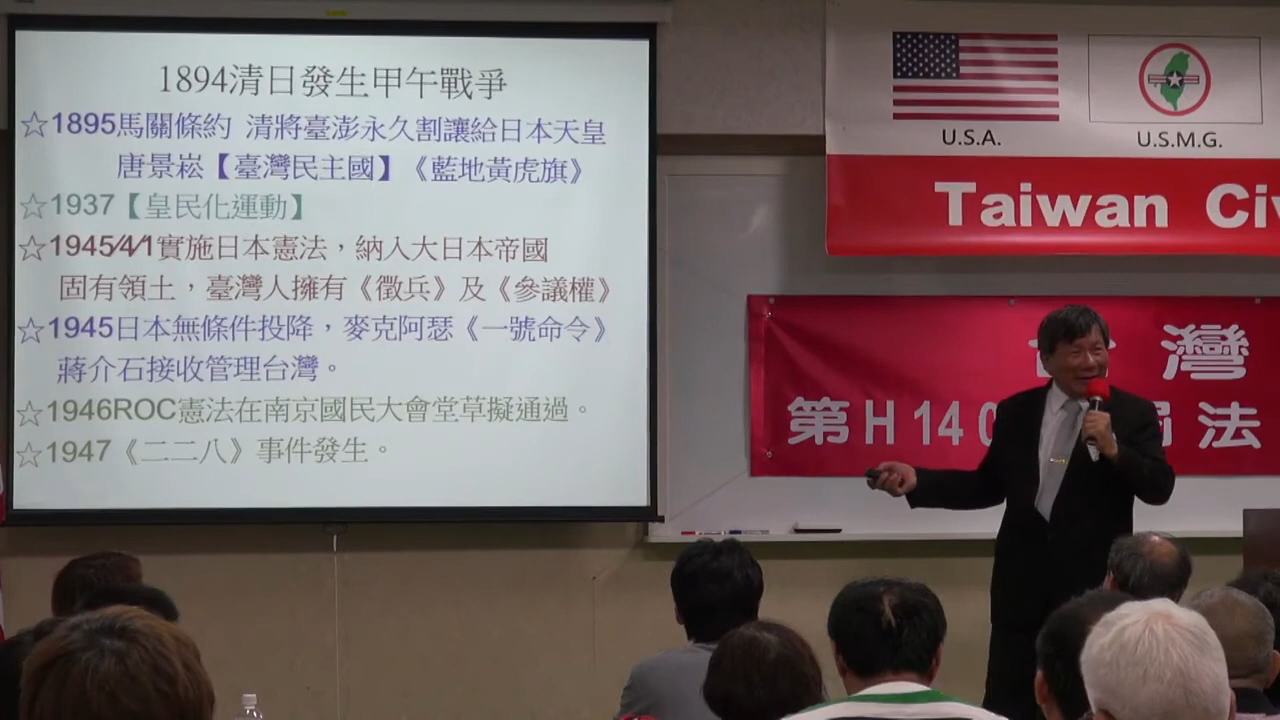 1894清日發生甲午戰爭
☆1895馬關條約 清將臺澎永久割讓給日本天皇
唐景崧【臺灣民主國】《藍地黃虎旗》
☆1937【皇民化運動】
☆1945/4/1實施日本憲法，納入大日本帝國
固有領土，臺灣人擁有《徵兵》及《參議權》
☆1945日本無條件投降，麥克阿瑟《一號命令》
蔣介石接收管理台灣。
☆1946ROC憲法在南京國民大會堂草擬通過。
☆1947《二二八》事件發生。
U.S.A.
U.S.M.G.
Taiwan Ci
灣
第H14
法